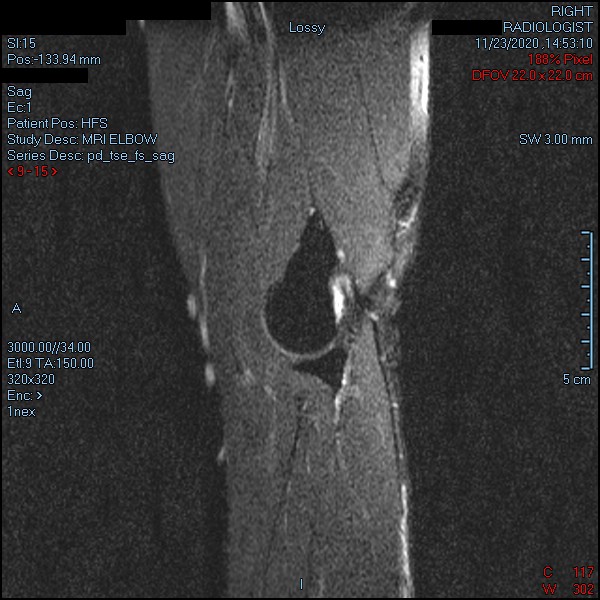 Lossy
RIGHT
RADIOLOGIST
11/23/2020 ,14:53:10
188% Pixel
DFOV 22.0 x 22.0 cm
SW 3.00 mm
SI:15
Pos:-133.94 mm
Sag
Ec:1
Patient Pos: HFS
Study Desc: MRI ELBOW
Series Desc: pd_tse_fs_sag
< 9 - 15 >
A
3000.00//34.00
Etl:9 TA:150.00
320x320
Enc: >
1nex
5 cm
I
C 117
W 302